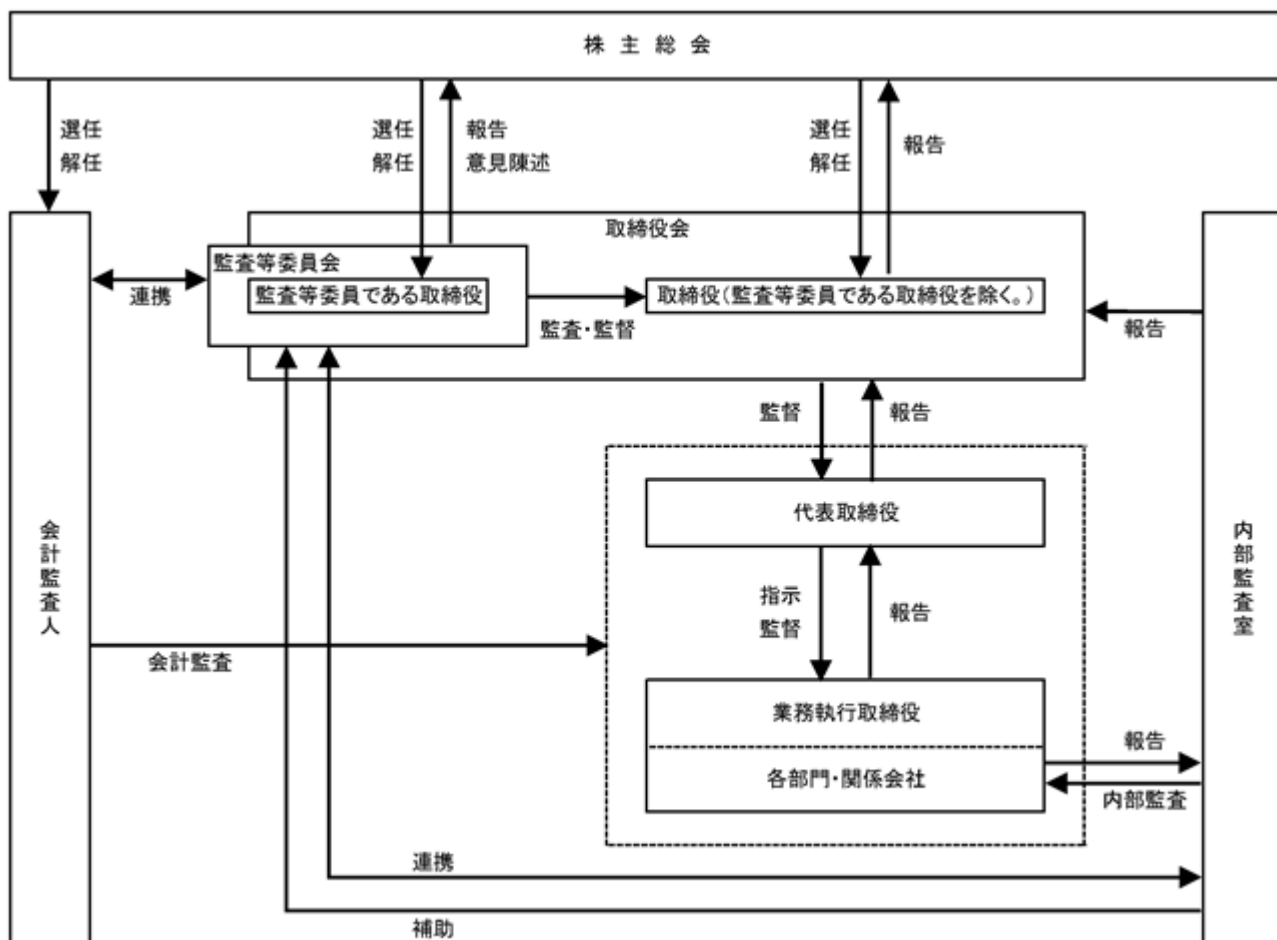 株主総会
選任
解任
選任
解任
報告
意見陳述
選任
解任
報告
取締役会
監査等委員会
監査等委員である取締役
取締役(監査等委員である取締役を除く。)
連携
監査・監督
報告
監督
報告
代表取締役
会計監査人
内部監査室
指示
監督
報告
会計監査
業務執行取締役
各部門・関係会社
報告
内部監査
連携
補助